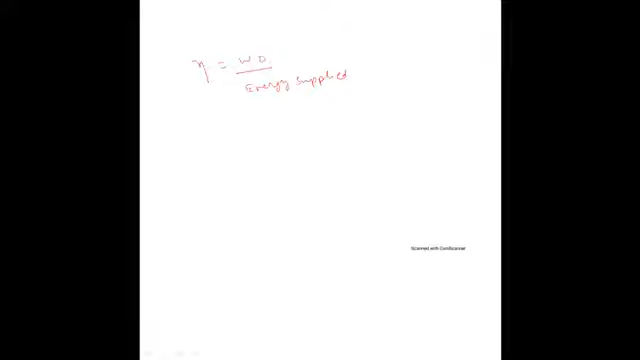 η = W D
Energy supplied
Scanned with CamScanner